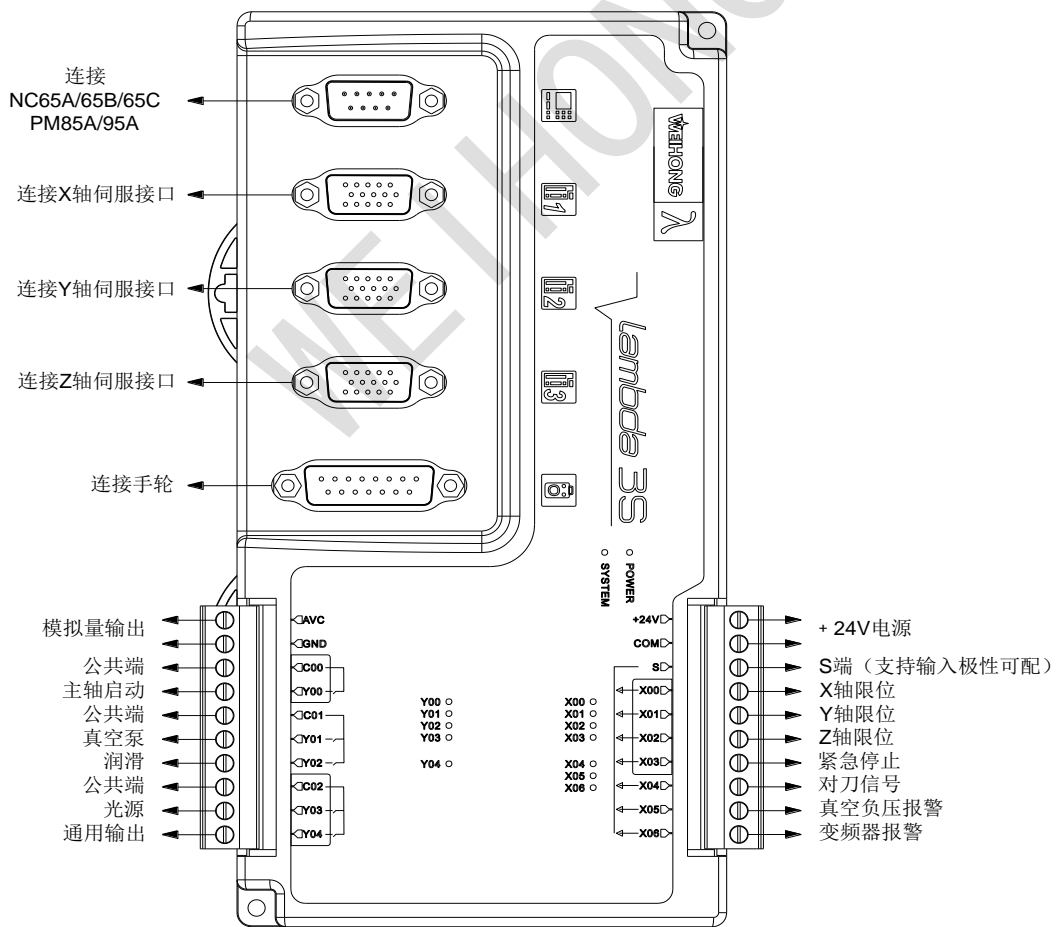 连接
NC65A/65B/65C
PM85A/95A
连接X轴伺服接口
连接Y轴伺服接口
连接Z轴伺服接口
连接手轮
WEIHONG
WEIHONG
λ
1
2
3
Lambda 3S
POWER
SYSTEM
模拟量输出
公共端
主轴启动
公共端
真空泵
润滑
公共端
光源
通用输出
AVC
GND
C00
Y00
C01
Y01
Y02
C02
Y03
Y04
Y00
Y01
Y02
Y03
Y04
X00
X01
X02
X03
X04
X05
X06
+24V
COM
S
X00
X01
X02
X03
X04
X05
X06
+ 24V电源
S端（支持输入极性可配）
X轴限位
Y轴限位
Z轴限位
紧急停止
对刀信号
真空负压报警
变频器报警